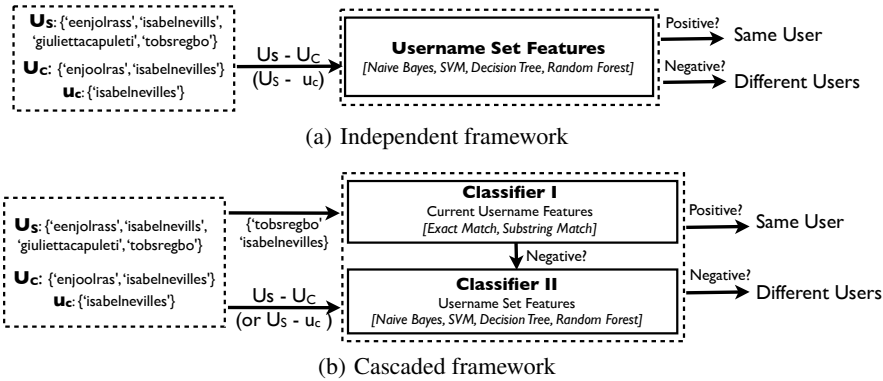 Us: {'eenjolrass','isabelnevills',
'giuliettacapuleti','tobsregbo'}
Uc: {'enjoolras','isabelnevilles'}
uc: {'isabelnevilles'}
Us - Uc
(Us - uc)
Username Set Features
[Naive Bayes, SVM, Decision Tree, Random Forest]
Positive?
Same User
Negative?
Different Users
(a) Independent framework
Us: {'eenjolrass','isabelnevills',
'giuliettacapuleti','tobsregbo'}
Uc: {'enjoolras','isabelnevilles'}
uc: {'isabelnevilles'}
{'tobsregbo'
'isabelnevilles}
Us - Uc
(or Us - uc )
Classifier I
Current Username Features
[Exact Match, Substring Match]
Negative?
Classifier II
Username Set Features
[Naive Bayes, SVM, Decision Tree, Random Forest]
Positive?
Same User
Negative?
Different Users
(b) Cascaded framework